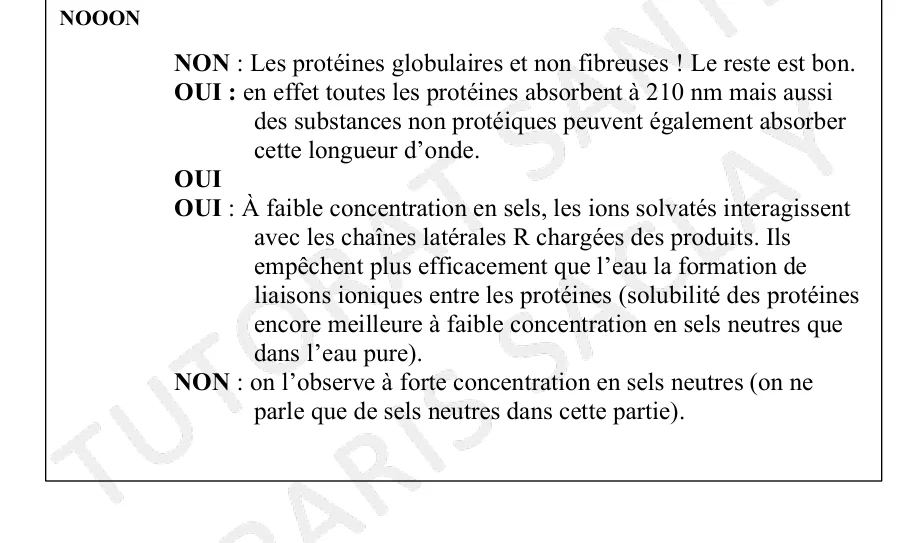 NOOON
NON : Les protéines globulaires et non fibreuses ! Le reste est bon.
OUI : en effet toutes les protéines absorbent à 210 nm mais aussi
des substances non protéiques peuvent également absorber
cette longueur d’onde.
OUI
OUI : À faible concentration en sels, les ions solvatés interagissent
avec les chaînes latérales R chargées des produits. Ils
empêchent plus efficacement que l’eau la formation de
liaisons ioniques entre les protéines (solubilité des protéines
encore meilleure à faible concentration en sels neutres que
dans l’eau pure).
NON : on l’observe à forte concentration en sels neutres (on ne
parle que de sels neutres dans cette partie).
TUTORAT SANTÉ
PARIS SACLAY